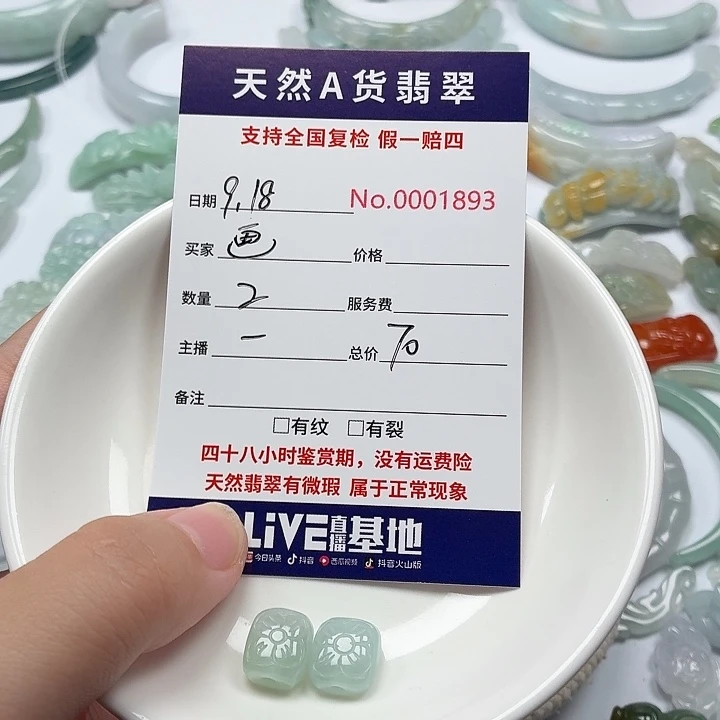 天然A货翡翠
支持全国复检 假一赔四
日期 9.18 No.0001893
买家 画 价格
数量 2 服务费
主播 一 总价 70
备注
□有纹 □有裂
四十八小时鉴赏期，没有运费险
天然翡翠有微瑕 属于正常现象
LiVE直播基地
今日头条 抖音 西瓜视频 抖音火山版